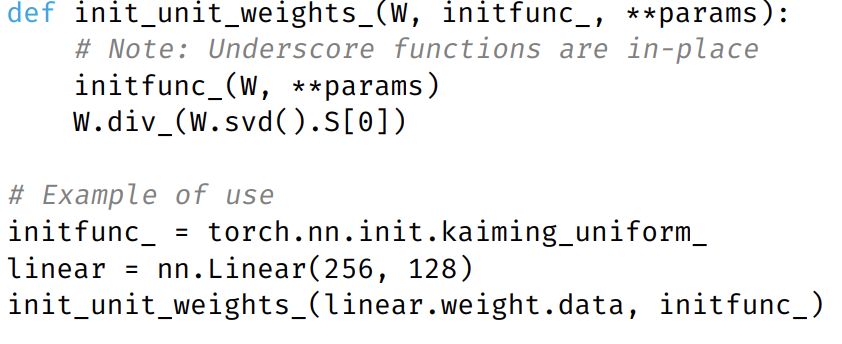 def init_unit_weights_(W, initfunc_, **params):
    # Note: Underscore functions are in-place
    initfunc_(W, **params)
    W.div_(W.svd().S[0])

# Example of use
initfunc_ = torch.nn.init.kaiming_uniform_
linear = nn.Linear(256, 128)
init_unit_weights_(linear.weight.data, initfunc_)